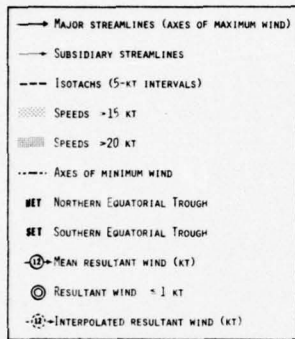 MAJOR STREAMLINES (AXES OF MAXIMUM WIND)
SUBSIDIARY STREAMLINES
ISOTACHS (5-KT INTERVALS)
SPEEDS >15 KT
SPEEDS >20 KT
AXES OF MINIMUM WIND
NET NORTHERN EQUATORIAL TROUGH
SET SOUTHERN EQUATORIAL TROUGH
12 MEAN RESULTANT WIND (KT)
RESULTANT WIND ≤ 1 KT
12 INTERPOLATED RESULTANT WIND (KT)